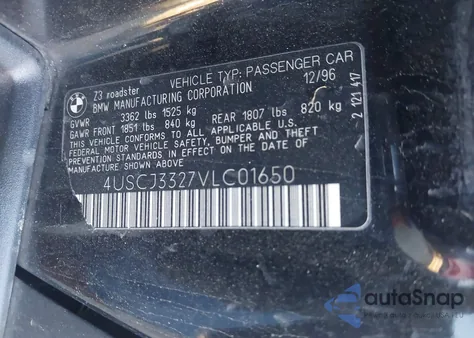 Z3 roadster VEHICLE TYP: PASSENGER CAR
BMW MANUFACTURING CORPORATION 12/96
GVWR 3362 lbs 1525 kg
GAWR FRONT 1851 lbs 840 kg REAR 1807 lbs 820 kg
THIS VEHICLE CONFORMS TO ALL APPLICABLE U.S.
FEDERAL MOTOR VEHICLE SAFETY, BUMPER AND THEFT
PREVENTION STANDARDS IN EFFECT ON THE DATE
OF MANUFACTURE SHOWN ABOVE.
4USCJ3327VLC01650
2 121 417
autoSnap